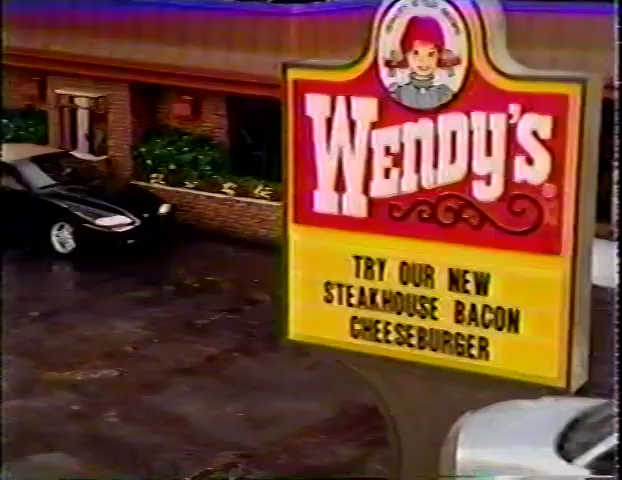 WENDY'S
TRY OUR NEW
STEAKHOUSE BACON
CHEESEBURGER